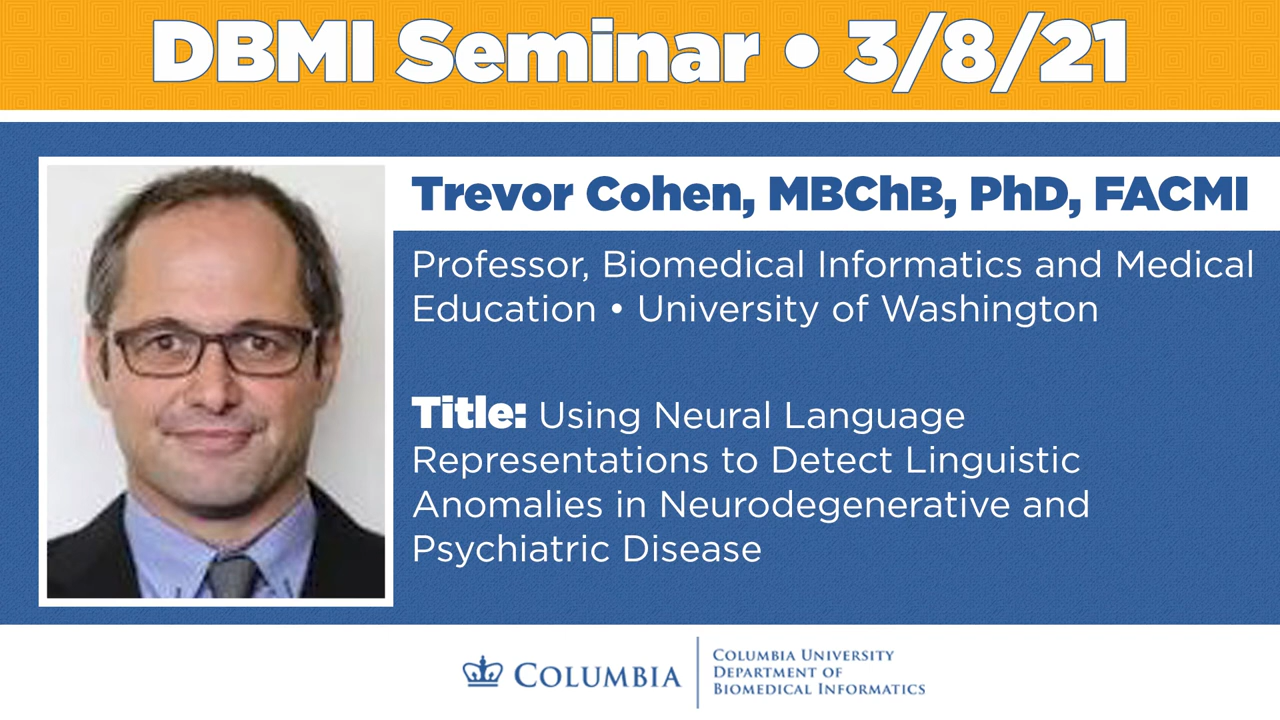 DBMI Seminar • 3/8/21
Trevor Cohen, MBChB, PhD, FACMI
Professor, Biomedical Informatics and Medical
Education • University of Washington
Title: Using Neural Language
Representations to Detect Linguistic
Anomalies in Neurodegenerative and
Psychiatric Disease
COLUMBIA
COLUMBIA UNIVERSITY
DEPARTMENT OF
BIOMEDICAL INFORMATICS